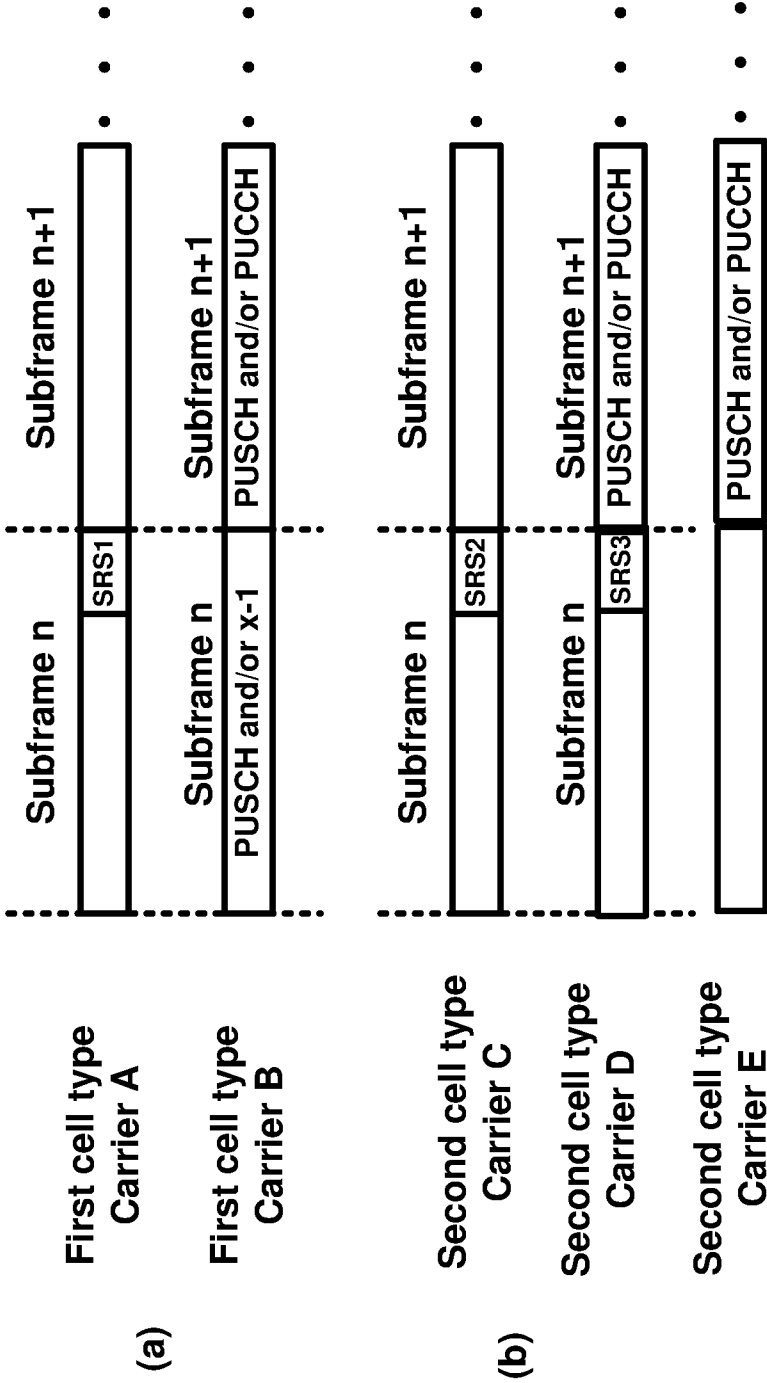 (a)
Subframe n
Subframe n+1
First cell type
Carrier A
SRS1
Subframe n
Subframe n+1
First cell type
Carrier B
PUSCH and/or x-1
PUSCH and/or PUCCH
(b)
Subframe n
Subframe n+1
Second cell type
Carrier C
SRS2
Subframe n
Subframe n+1
Second cell type
Carrier D
SRS3
PUSCH and/or PUCCH
Second cell type
Carrier E
PUSCH and/or PUCCH